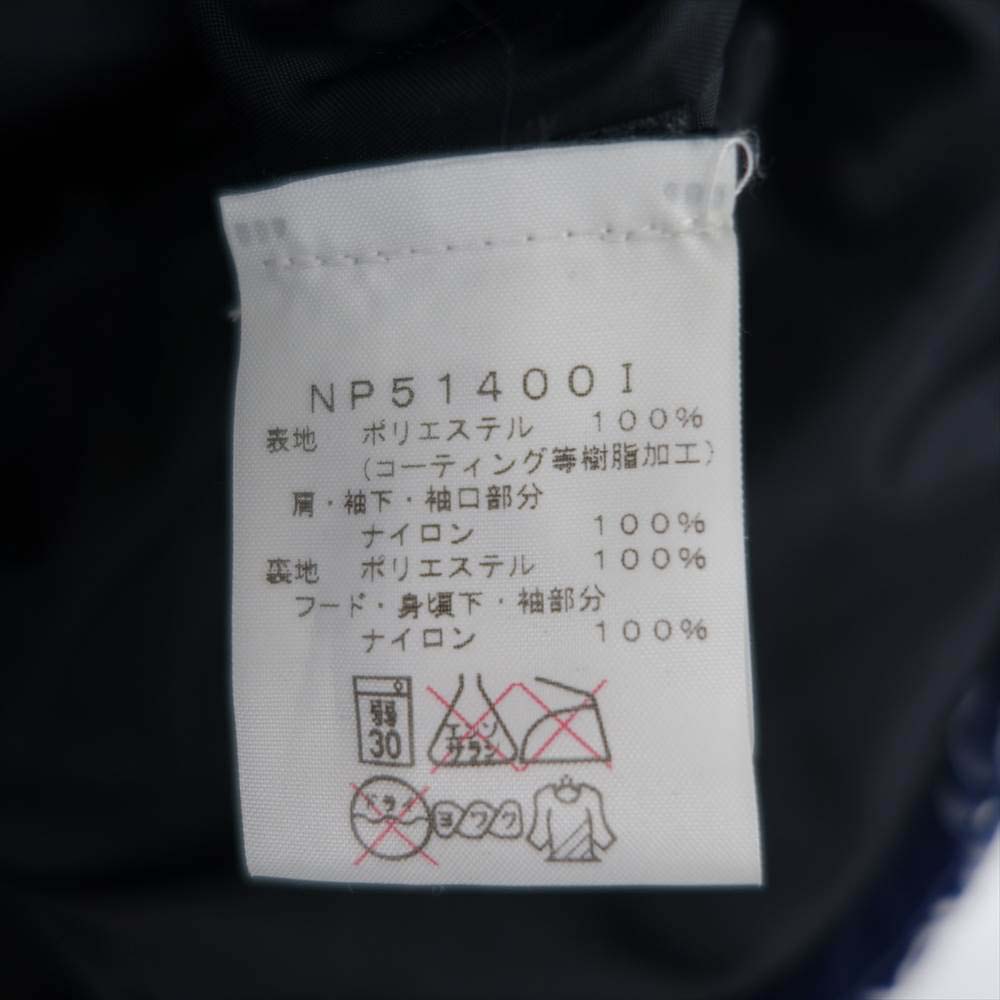 NP51400I
表地 ポリエステル 100%
(コーティング等樹脂加工)
肩・袖下・袖口部分
ナイロン 100%
裏地 ポリエステル 100%
フード・身頃下・袖部分
ナイロン 100%
弱
30
エンソ
サラシ
ドライ
ヨワク